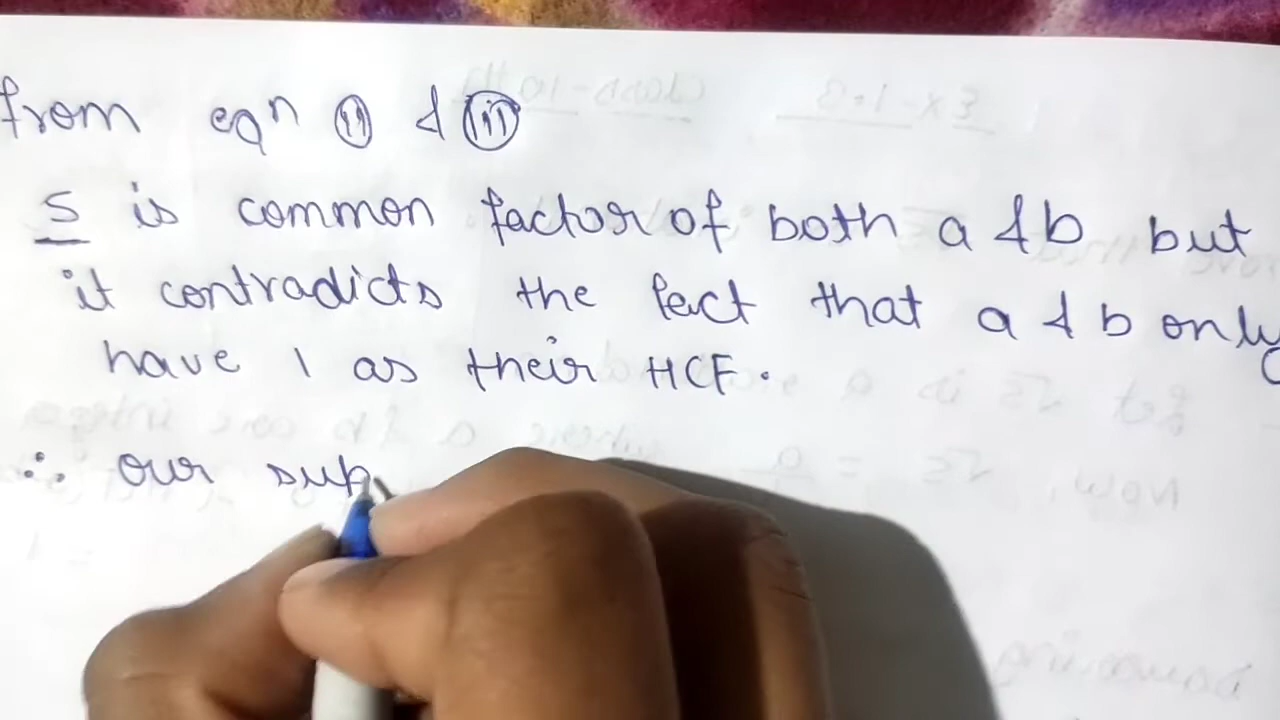 from eqn (ii) & (iii)
5 is common factor of both a & b but
it contradicts the fact that a & b only
have 1 as their HCF.
∴ our sup